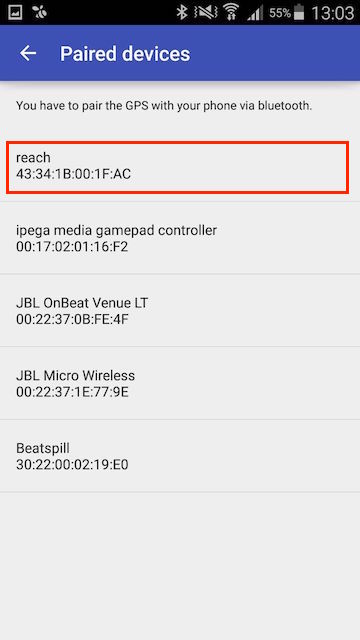 55% 13:03
Paired devices
You have to pair the GPS with your phone via bluetooth.
reach
43:34:1B:00:1F:AC
ipega media gamepad controller
00:17:02:01:16:F2
JBL OnBeat Venue LT
00:22:37:0B:FE:4F
JBL Micro Wireless
00:22:37:1E:77:9E
Beatspill
30:22:00:02:19:E0